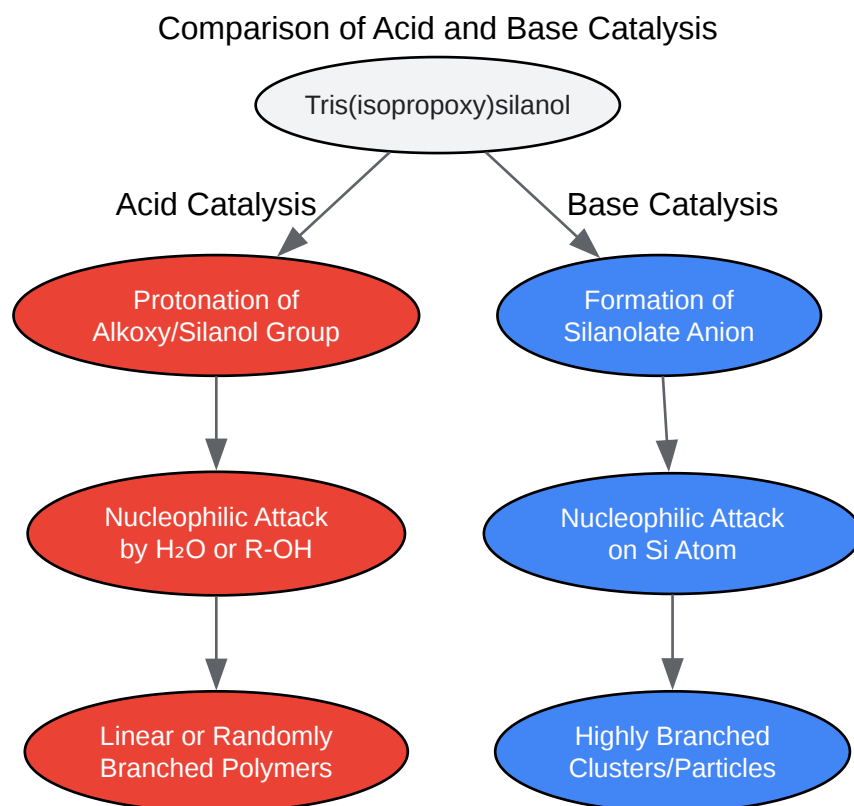 Comparison of Acid and Base Catalysis
Tris(isopropoxy)silanol
Acid Catalysis
Base Catalysis
Protonation of
Alkoxy/Silanol Group
Formation of
Silanolate Anion
Nucleophilic Attack
by H₂O or R-OH
Nucleophilic Attack
on Si Atom
Linear or Randomly
Branched Polymers
Highly Branched
Clusters/Particles